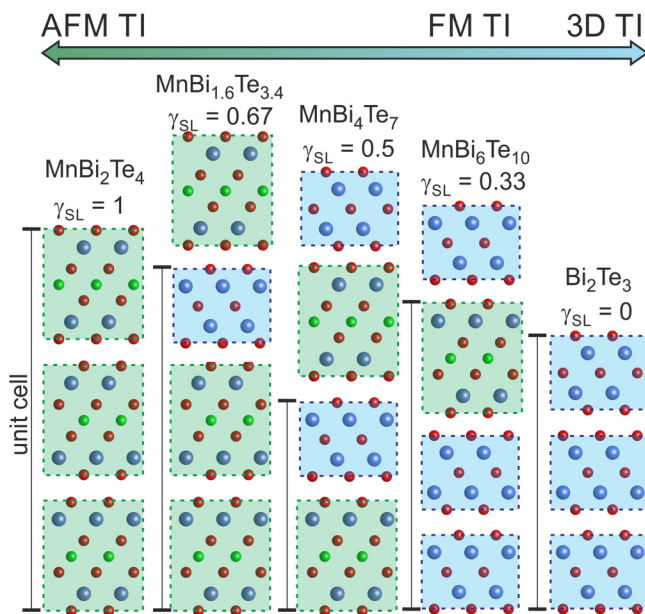 AFM TI
FM TI
3D TI
MnBi₁.₆Te₃.₄
γSL = 0.67
MnBi₄Te₇
γSL = 0.5
MnBi₆Te₁₀
γSL = 0.33
MnBi₂Te₄
γSL = 1
Bi₂Te₃
γSL = 0
unit cell